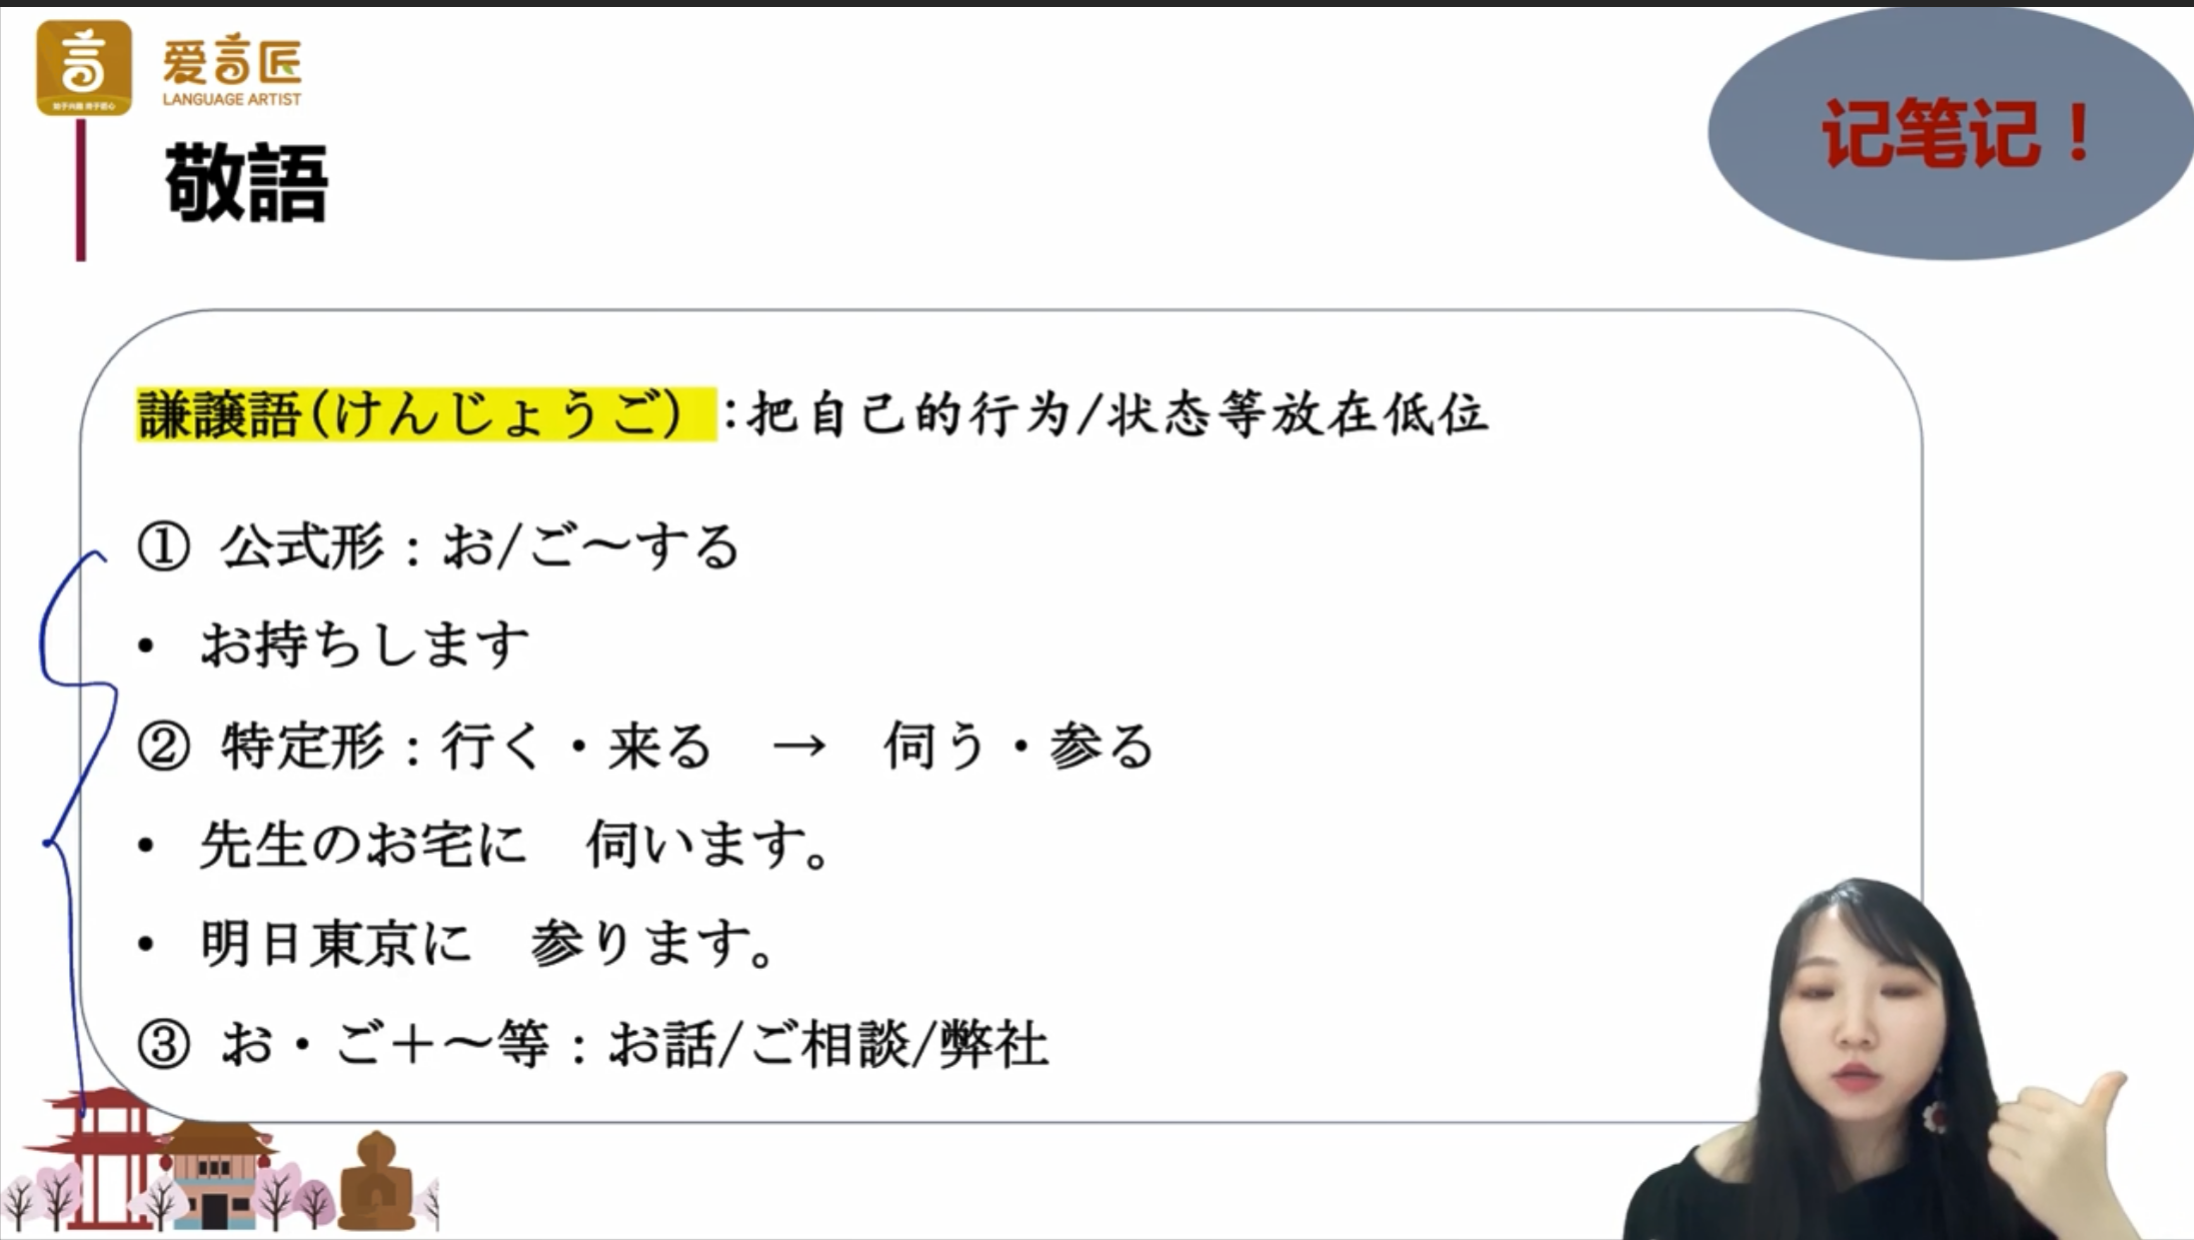 爱言匠
LANGUAGE ARTIST
敬語
记笔记！
謙譲語(けんじょうご）:把自己的行为/状态等放在低位
① 公式形：お/ご～する
• お持ちします
② 特定形：行く・来る　→　伺う・参る
• 先生のお宅に　伺います。
• 明日東京に　参ります。
③ お・ご＋～等：お話/ご相談/弊社